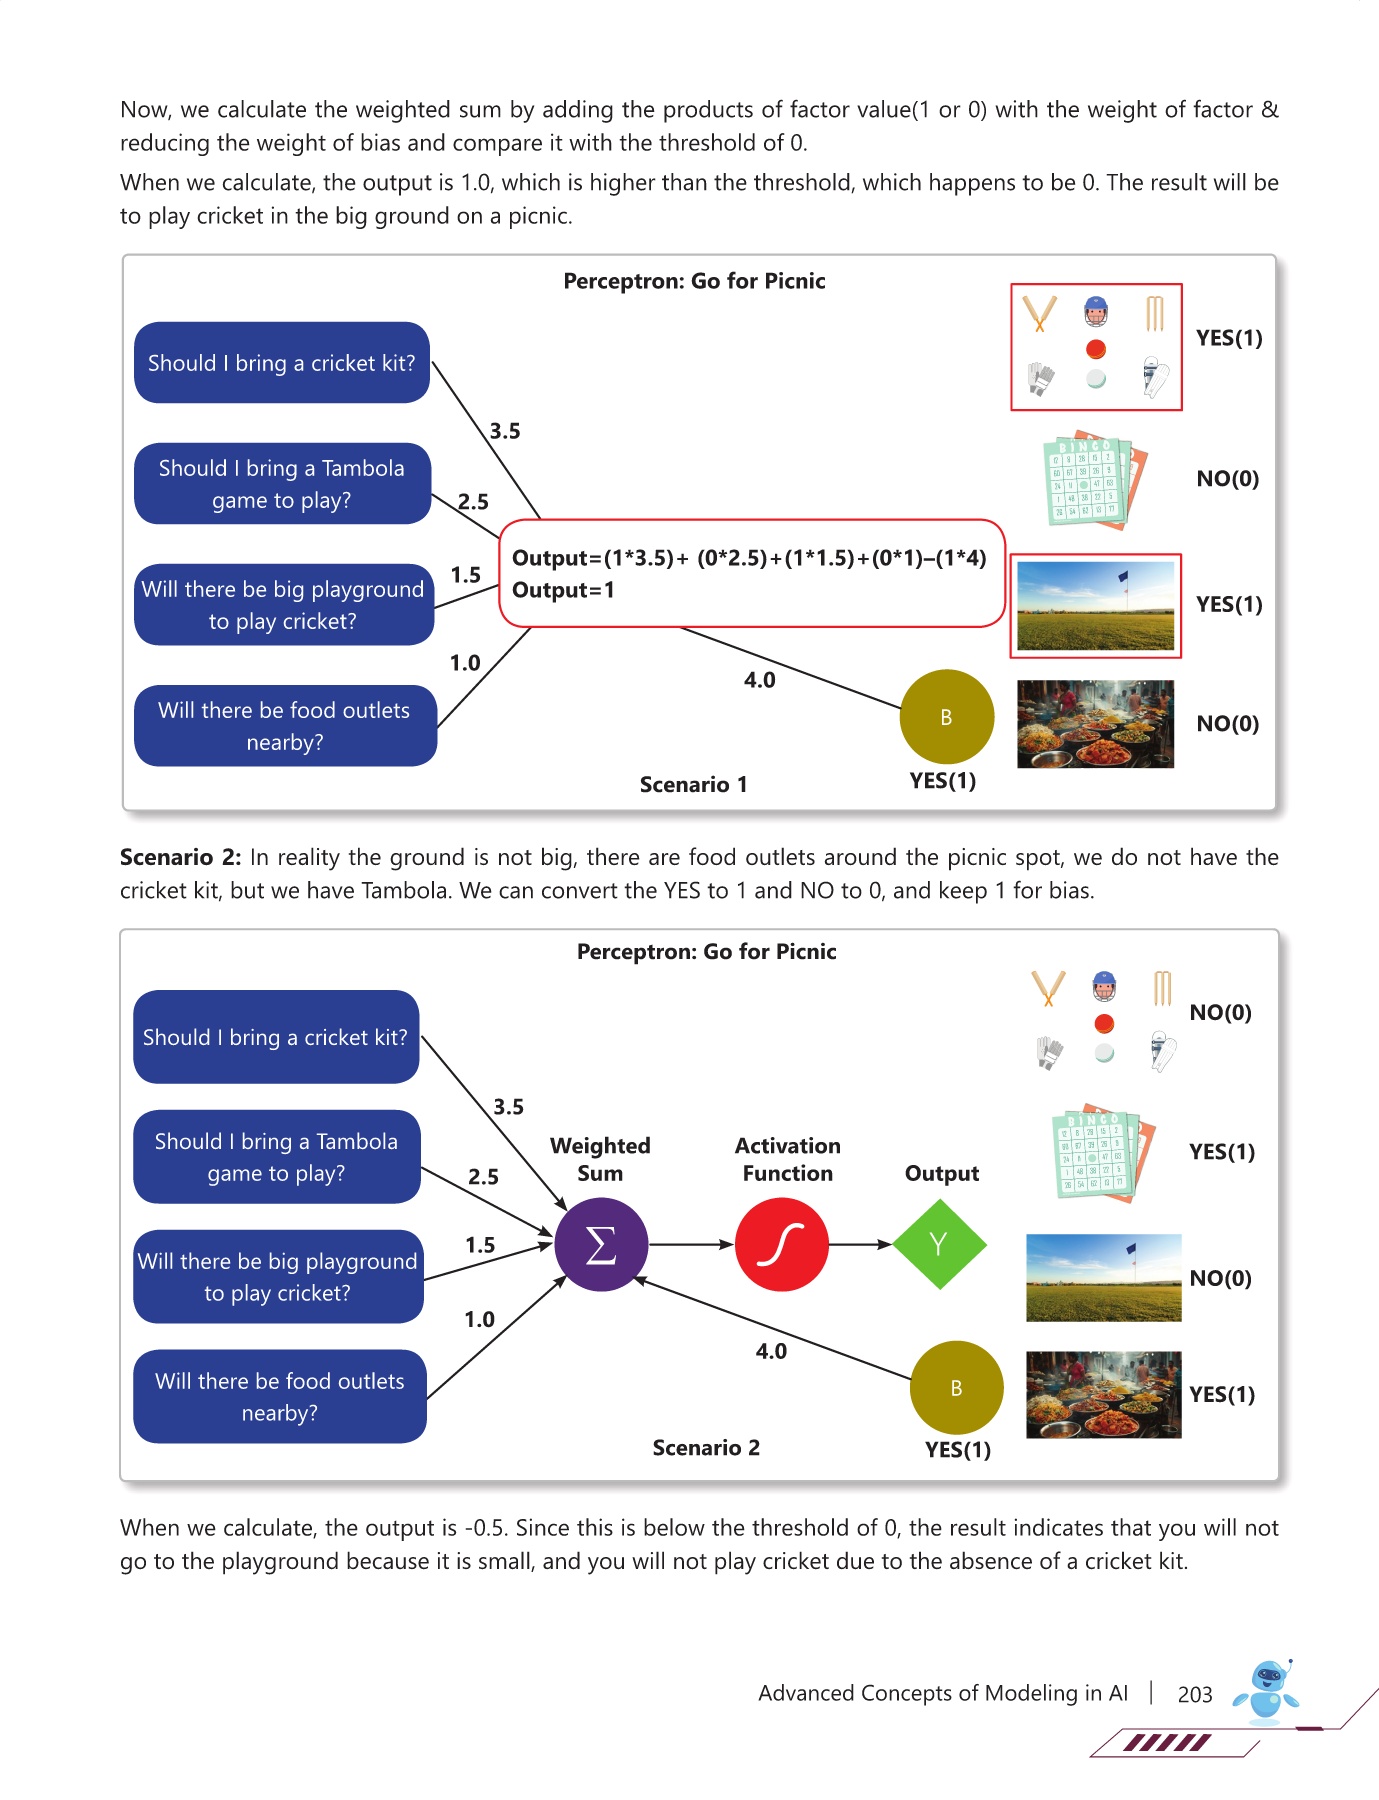 Now, we calculate the weighted sum by adding the products of factor value(1 or 0) with the weight of factor &
reducing the weight of bias and compare it with the threshold of 0.
When we calculate, the output is 1.0, which is higher than the threshold, which happens to be 0. The result will be
to play cricket in the big ground on a picnic.
Perceptron: Go for Picnic
Should I bring a cricket kit?
Should I bring a Tambola
game to play?
Will there be big playground
to play cricket?
Will there be food outlets
nearby?
3.5
2.5
1.5
1.0
Output=(1*3.5)+ (0*2.5)+(1*1.5)+(0*1)–(1*4)
Output=1
4.0
B
YES(1)
YES(1)
BINGO
NO(0)
YES(1)
NO(0)
Scenario 1
Scenario 2: In reality the ground is not big, there are food outlets around the picnic spot, we do not have the
cricket kit, but we have Tambola. We can convert the YES to 1 and NO to 0, and keep 1 for bias.
Perceptron: Go for Picnic
Should I bring a cricket kit?
Should I bring a Tambola
game to play?
Will there be big playground
to play cricket?
Will there be food outlets
nearby?
3.5
2.5
1.5
1.0
Weighted
Sum
Σ
Activation
Function
Output
Y
4.0
B
YES(1)
NO(0)
BINGO
YES(1)
NO(0)
YES(1)
Scenario 2
When we calculate, the output is -0.5. Since this is below the threshold of 0, the result indicates that you will not
go to the playground because it is small, and you will not play cricket due to the absence of a cricket kit.
Advanced Concepts of Modeling in AI | 203